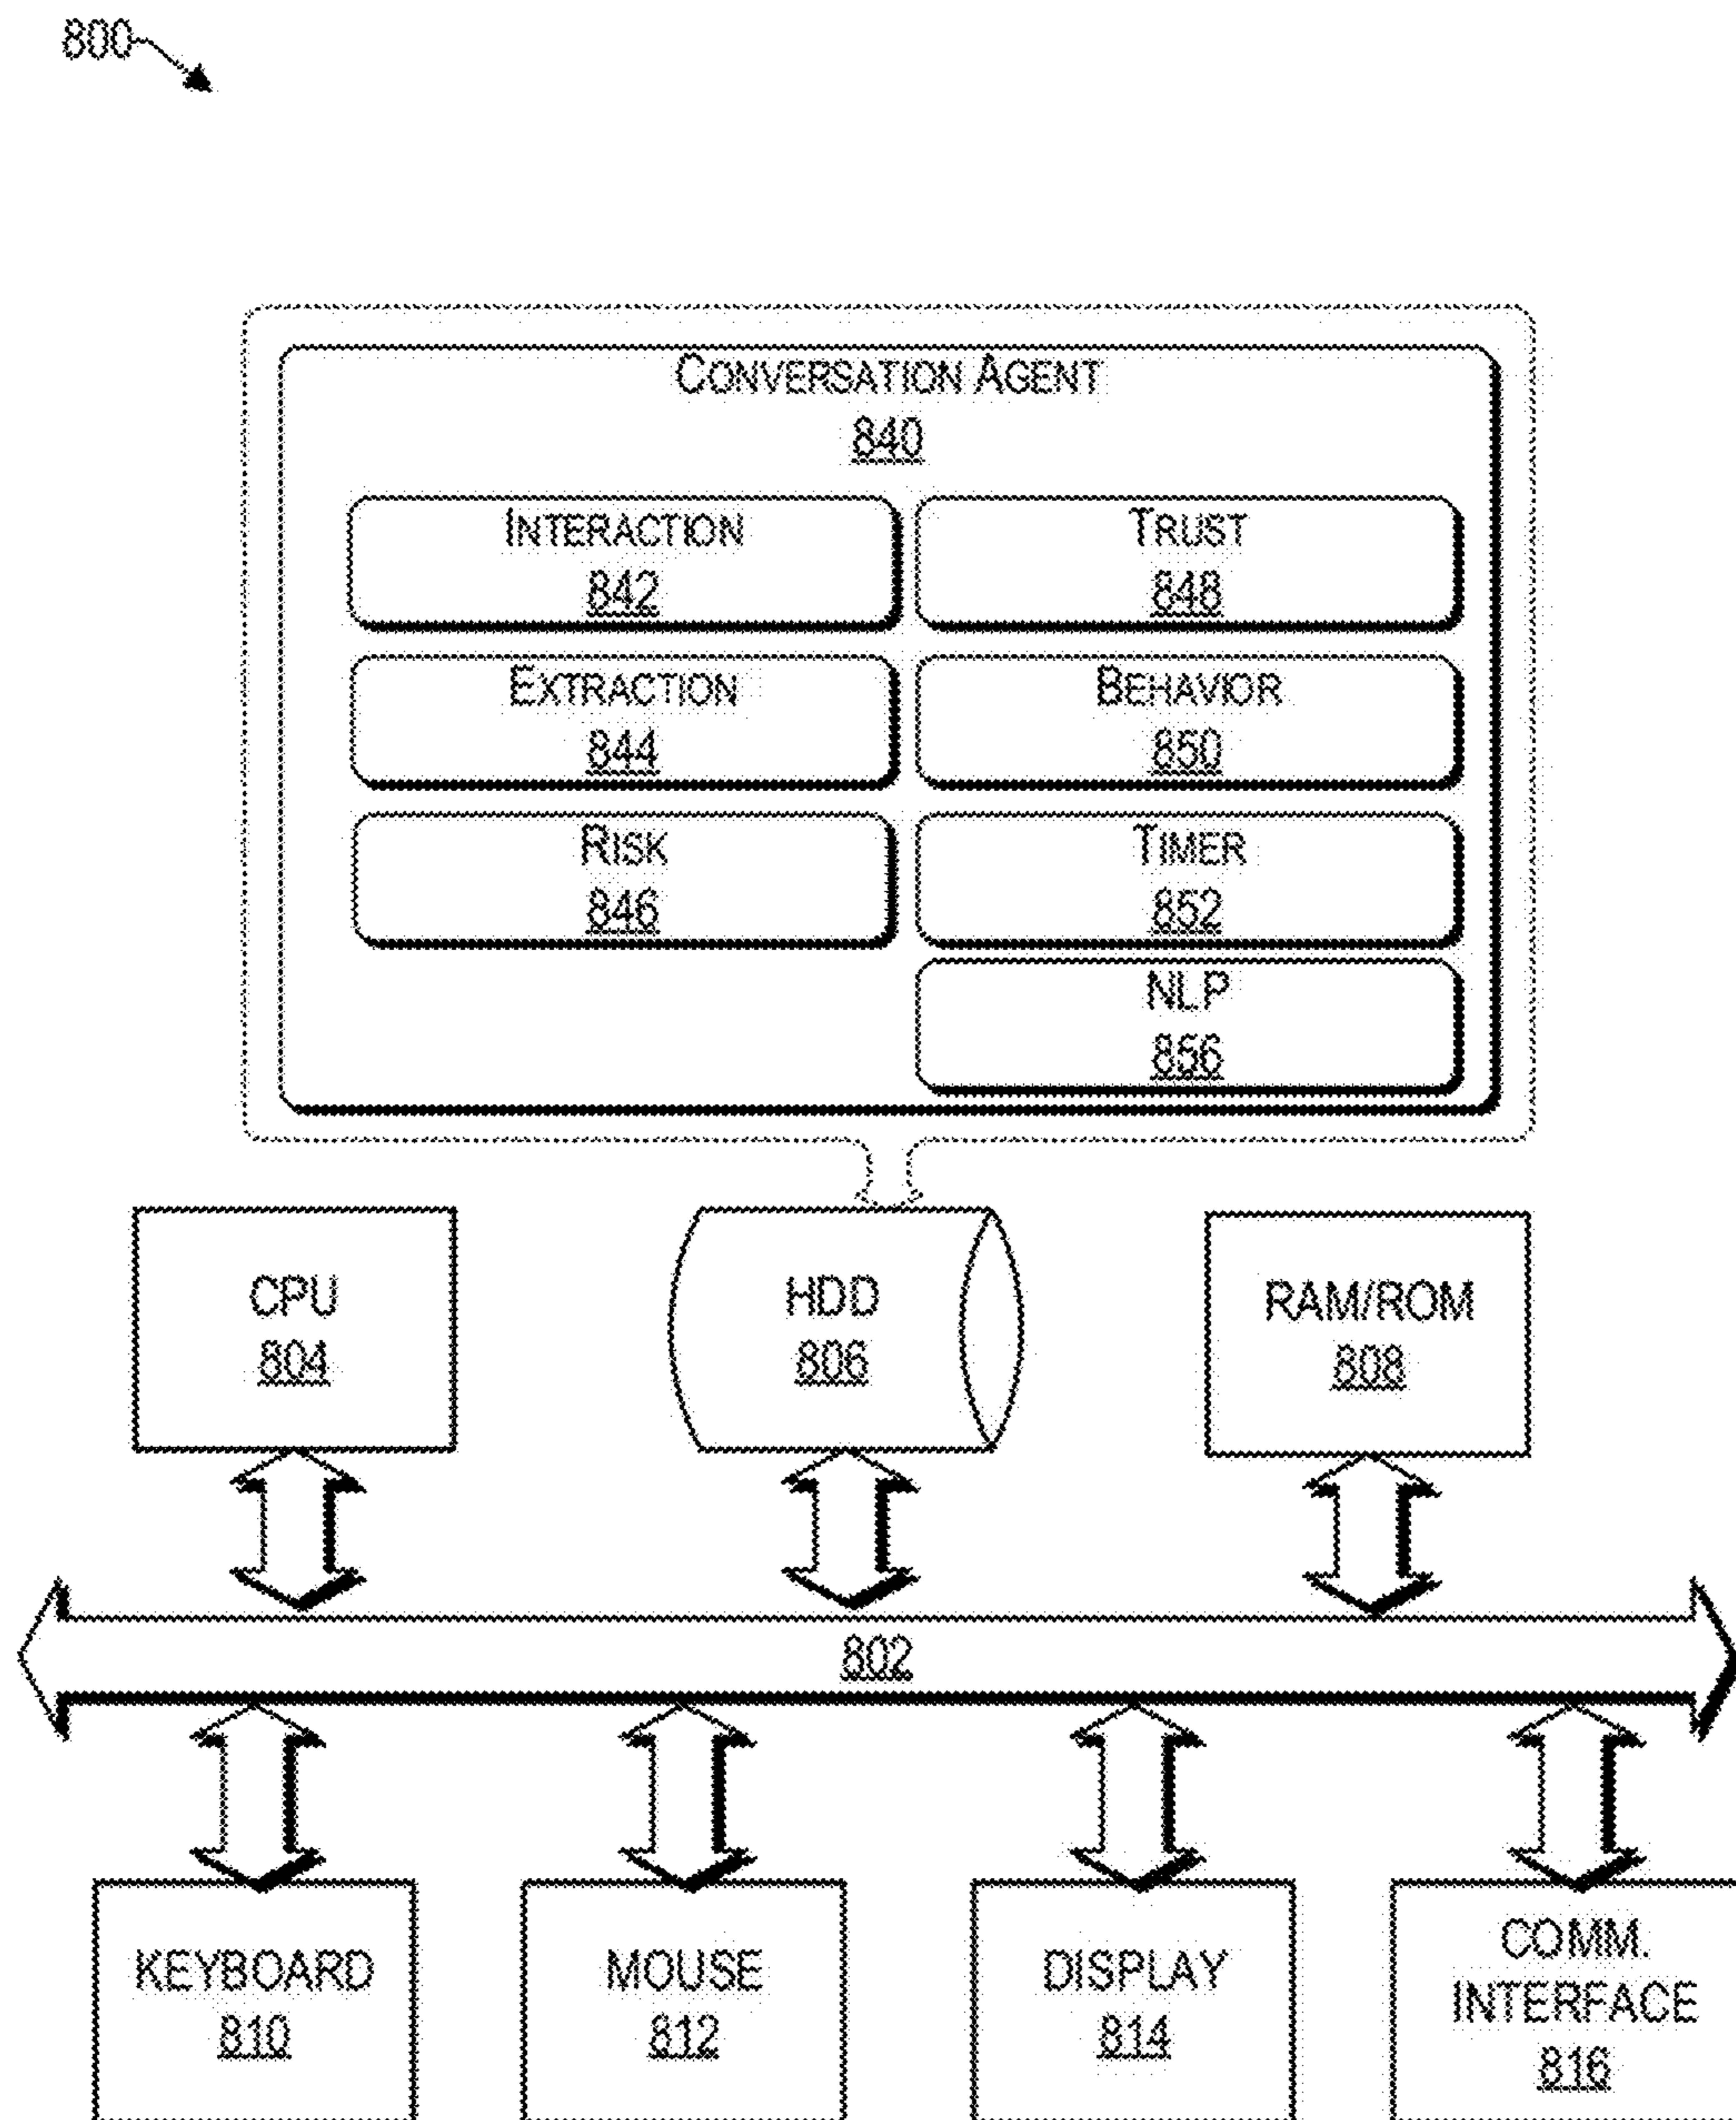 800
CONVERSATION AGENT
840
INTERACTION
842
TRUST
848
EXTRACTION
844
BEHAVIOR
850
RISK
846
TIMER
852
NLP
856
CPU
804
HDD
806
RAM/ROM
808
802
KEYBOARD
810
MOUSE
812
DISPLAY
814
COMM.
INTERFACE
816